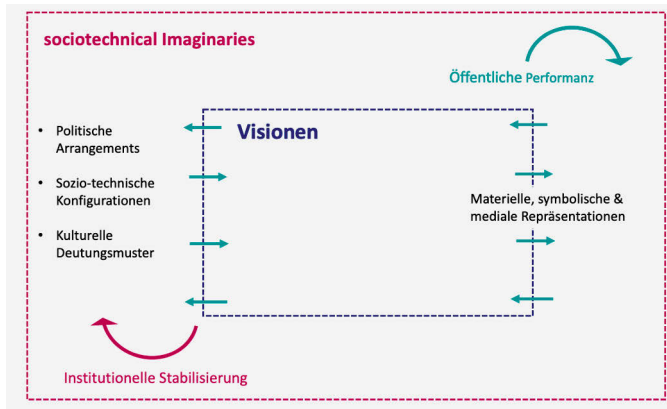 sociotechnical Imaginaries
Öffentliche Performanz
• Politische
Arrangements
• Sozio-technische
Konfigurationen
• Kulturelle
Deutungsmuster
Visionen
Materielle, symbolische &
mediale Repräsentationen
Institutionelle Stabilisierung